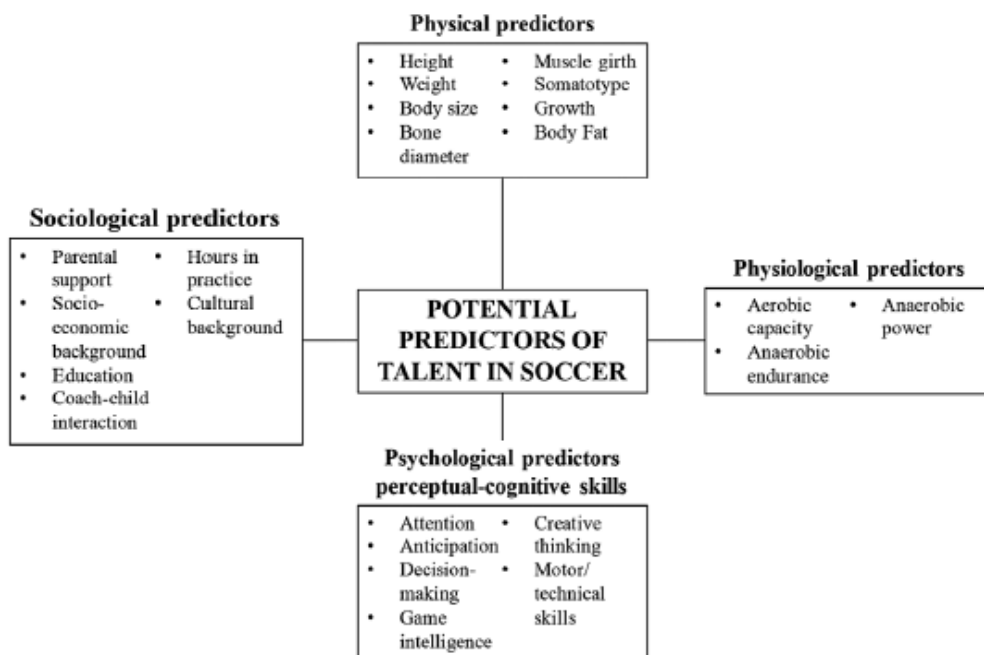 Physical predictors
• Height
• Weight
• Body size
• Bone
diameter
• Muscle girth
• Somatotype
• Growth
• Body Fat
Sociological predictors
• Parental
support
• Socio-
economic
background
• Education
• Coach-child
interaction
• Hours in
practice
• Cultural
background
POTENTIAL
PREDICTORS OF
TALENT IN SOCCER
Physiological predictors
• Aerobic
capacity
• Anaerobic
endurance
• Anaerobic
power
Psychological predictors
perceptual-cognitive skills
• Attention
• Anticipation
• Decision-
making
• Game
intelligence
• Creative
thinking
• Motor/
technical
skills